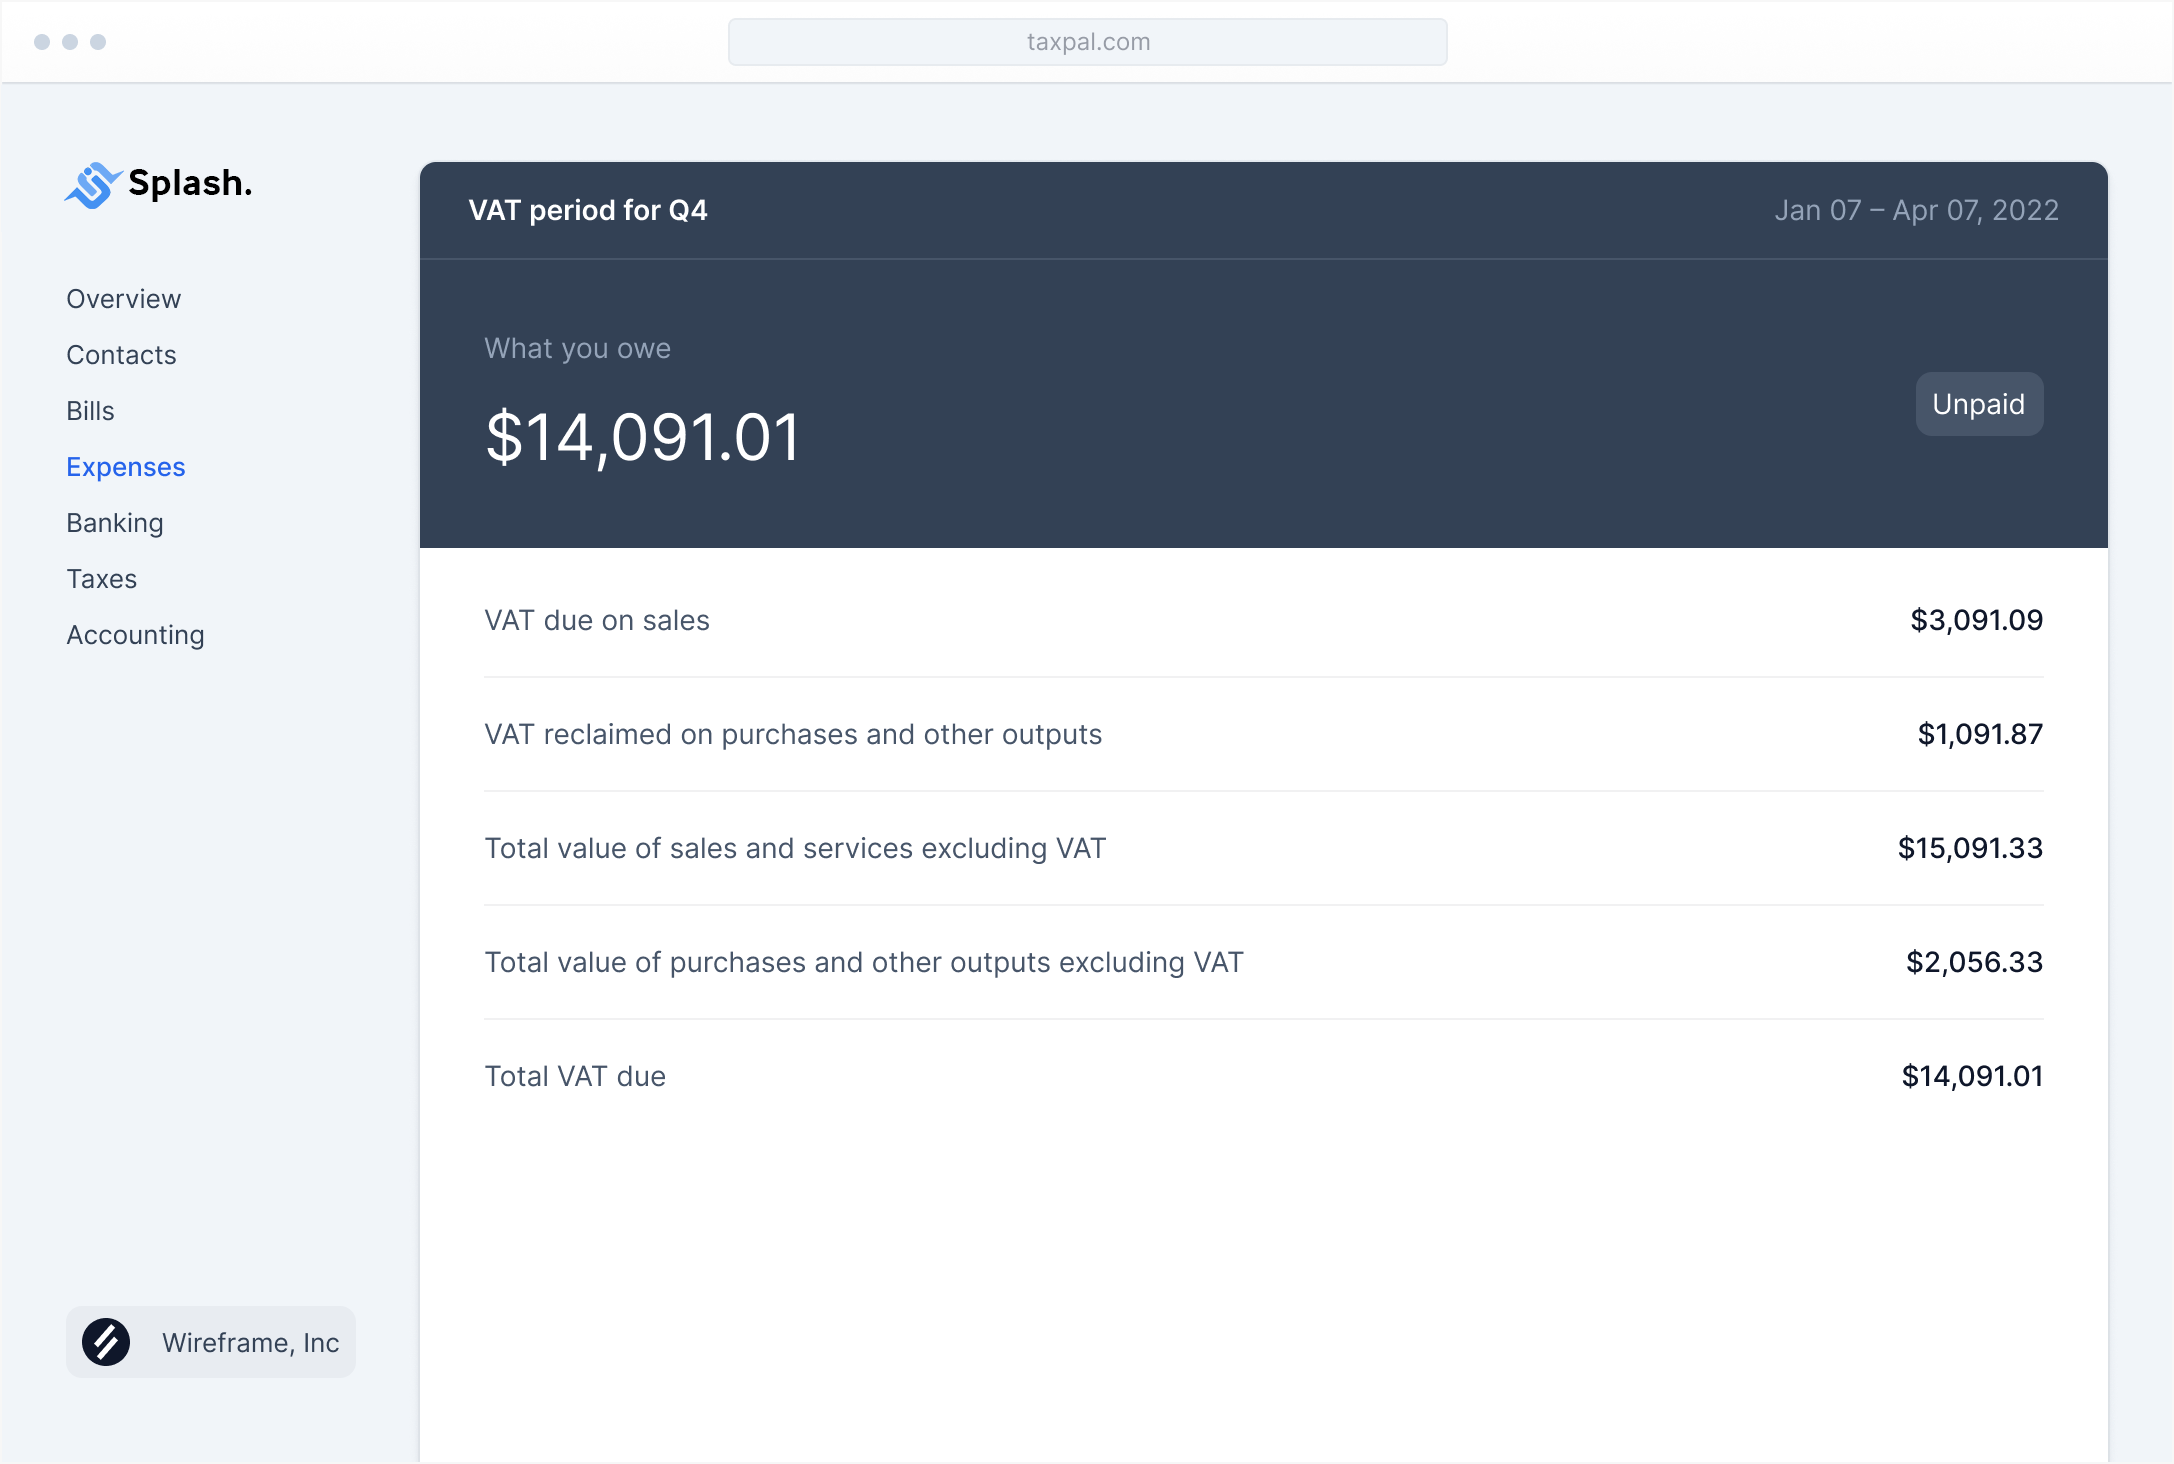 taxpal.com
Splash.
Overview
Contacts
Bills
Expenses
Banking
Taxes
Accounting
Wireframe, Inc
VAT period for Q4
Jan 07 – Apr 07, 2022
What you owe
$14,091.01
Unpaid
VAT due on sales $3,091.09
VAT reclaimed on purchases and other outputs $1,091.87
Total value of sales and services excluding VAT $15,091.33
Total value of purchases and other outputs excluding VAT $2,056.33
Total VAT due $14,091.01